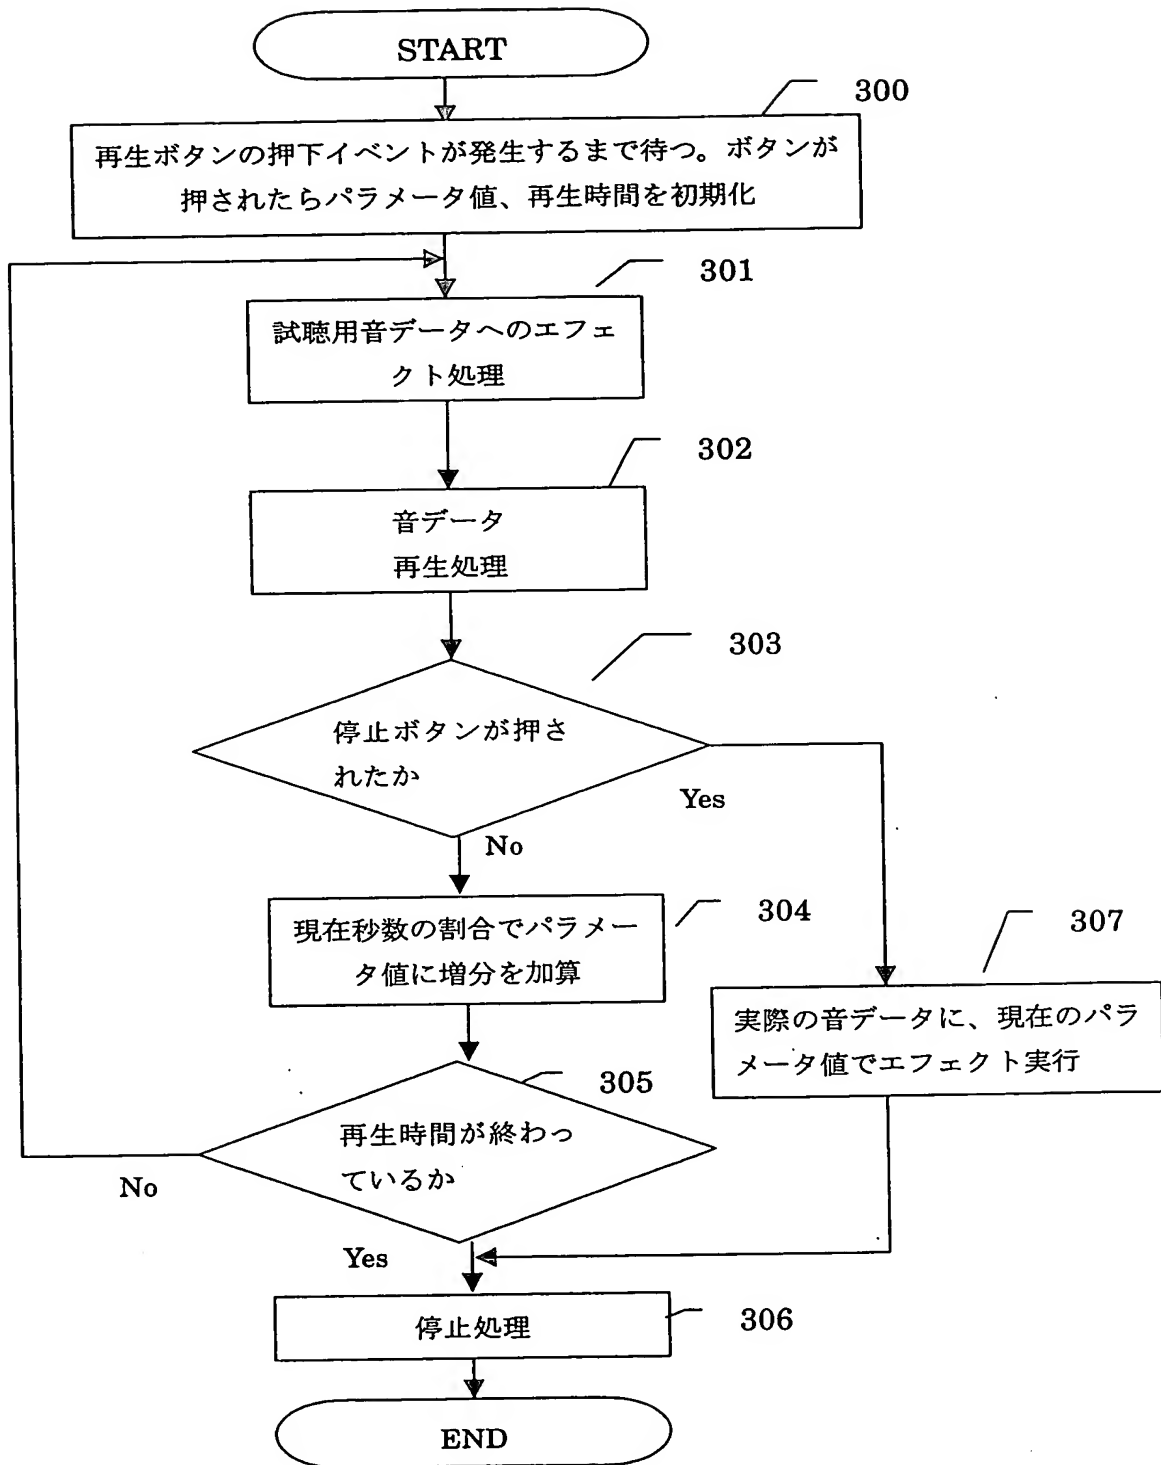 START
300
再生ボタンの押下イベントが発生するまで待つ。ボタンが
押されたらパラメータ値、再生時間を初期化
301
試聴用音データへのエフェ
クト処理
302
音データ
再生処理
303
停止ボタンが押さ
れたか
Yes
No
304
現在秒数の割合でパラメー
タ値に増分を加算
307
実際の音データに、現在のパラ
メータ値でエフェクト実行
305
再生時間が終わっ
ているか
No
Yes
306
停止処理
END